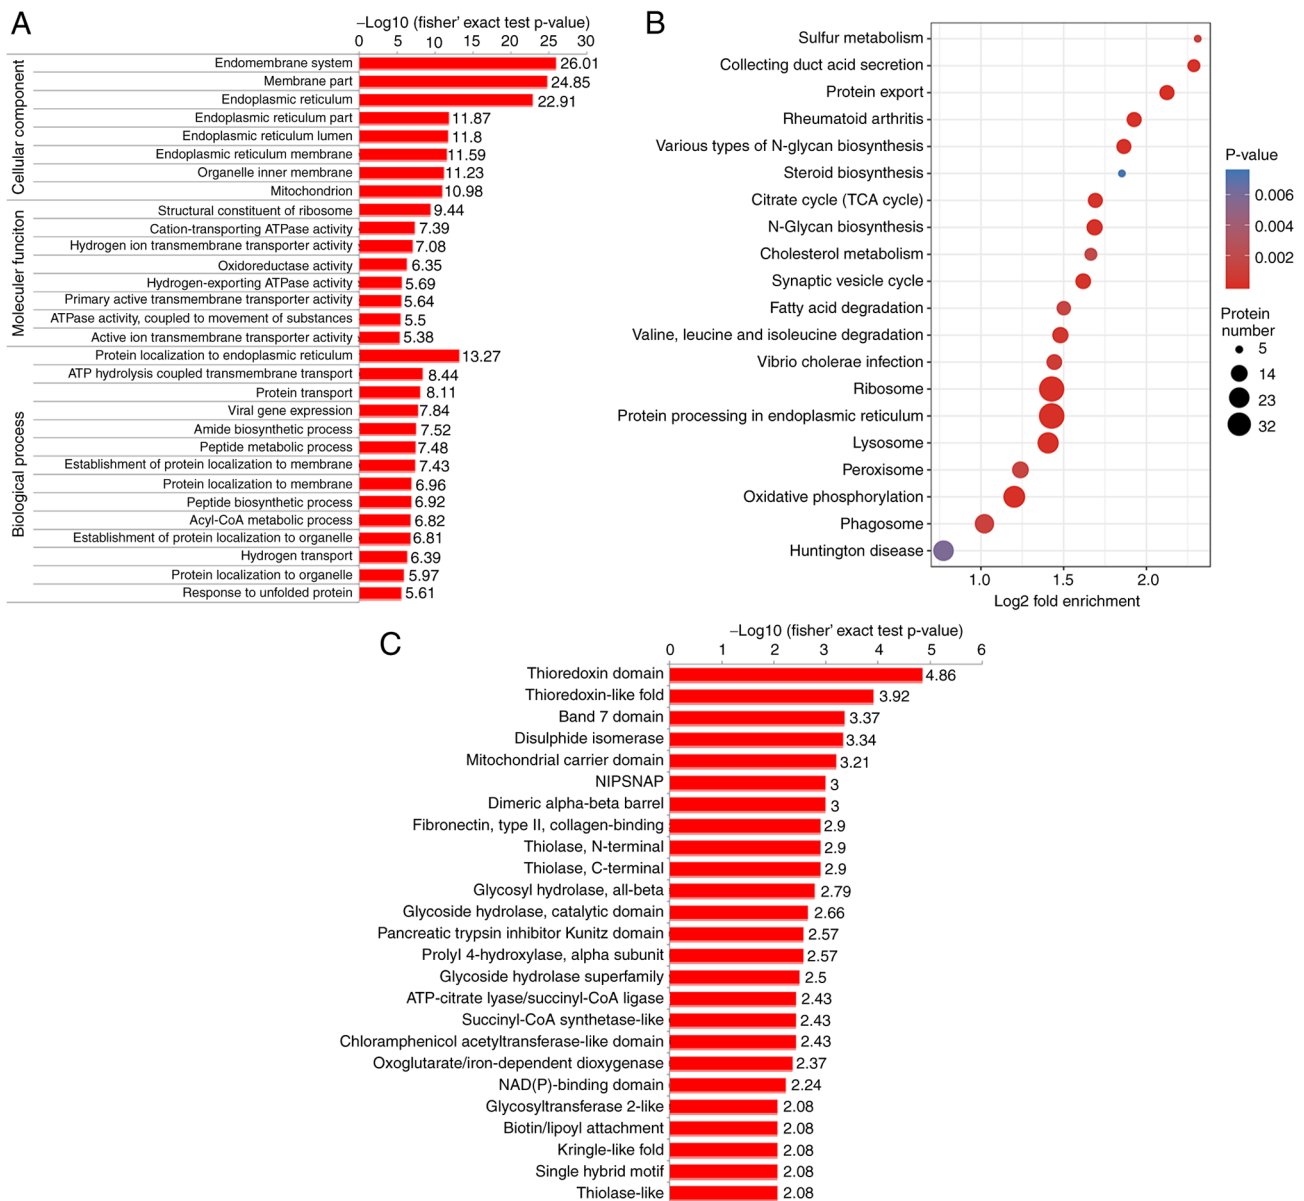 A
−Log10 (fisher' exact test p-value)
0 5 10 15 20 25 30
Cellular component
Endomembrane system 26.01
Membrane part 24.85
Endoplasmic reticulum 22.91
Endoplasmic reticulum part 11.87
Endoplasmic reticulum lumen 11.8
Endoplasmic reticulum membrane 11.59
Organelle inner membrane 11.23
Mitochondrion 10.98
Moleculer funciton
Structural constituent of ribosome 9.44
Cation-transporting ATPase activity 7.39
Hydrogen ion transmembrane transporter activity 7.08
Oxidoreductase activity 6.35
Hydrogen-exporting ATPase activity 5.69
Primary active transmembrane transporter activity 5.64
ATPase activity, coupled to movement of substances 5.5
Active ion transmembrane transporter activity 5.38
Biological process
Protein localization to endoplasmic reticulum 13.27
ATP hydrolysis coupled transmembrane transport 8.44
Protein transport 8.11
Viral gene expression 7.84
Amide biosynthetic process 7.52
Peptide metabolic process 7.48
Establishment of protein localization to membrane 7.43
Protein localization to membrane 6.96
Peptide biosynthetic process 6.92
Acyl-CoA metabolic process 6.82
Establishment of protein localization to organelle 6.81
Hydrogen transport 6.39
Protein localization to organelle 5.97
Response to unfolded protein 5.61
B
Sulfur metabolism
Collecting duct acid secretion
Protein export
Rheumatoid arthritis
Various types of N-glycan biosynthesis
Steroid biosynthesis
Citrate cycle (TCA cycle)
N-Glycan biosynthesis
Cholesterol metabolism
Synaptic vesicle cycle
Fatty acid degradation
Valine, leucine and isoleucine degradation
Vibrio cholerae infection
Ribosome
Protein processing in endoplasmic reticulum
Lysosome
Peroxisome
Oxidative phosphorylation
Phagosome
Huntington disease
1.0 1.5 2.0
Log2 fold enrichment
P-value
0.006
0.004
0.002
Protein
number
5
14
23
32
C
−Log10 (fisher' exact test p-value)
0 1 2 3 4 5 6
Thioredoxin domain 4.86
Thioredoxin-like fold 3.92
Band 7 domain 3.37
Disulphide isomerase 3.34
Mitochondrial carrier domain 3.21
NIPSNAP 3
Dimeric alpha-beta barrel 3
Fibronectin, type II, collagen-binding 2.9
Thiolase, N-terminal 2.9
Thiolase, C-terminal 2.9
Glycosyl hydrolase, all-beta 2.79
Glycoside hydrolase, catalytic domain 2.66
Pancreatic trypsin inhibitor Kunitz domain 2.57
Prolyl 4-hydroxylase, alpha subunit 2.57
Glycoside hydrolase superfamily 2.5
ATP-citrate lyase/succinyl-CoA ligase 2.43
Succinyl-CoA synthetase-like 2.43
Chloramphenicol acetyltransferase-like domain 2.43
Oxoglutarate/iron-dependent dioxygenase 2.37
NAD(P)-binding domain 2.24
Glycosyltransferase 2-like 2.08
Biotin/lipoyl attachment 2.08
Kringle-like fold 2.08
Single hybrid motif 2.08
Thiolase-like 2.08